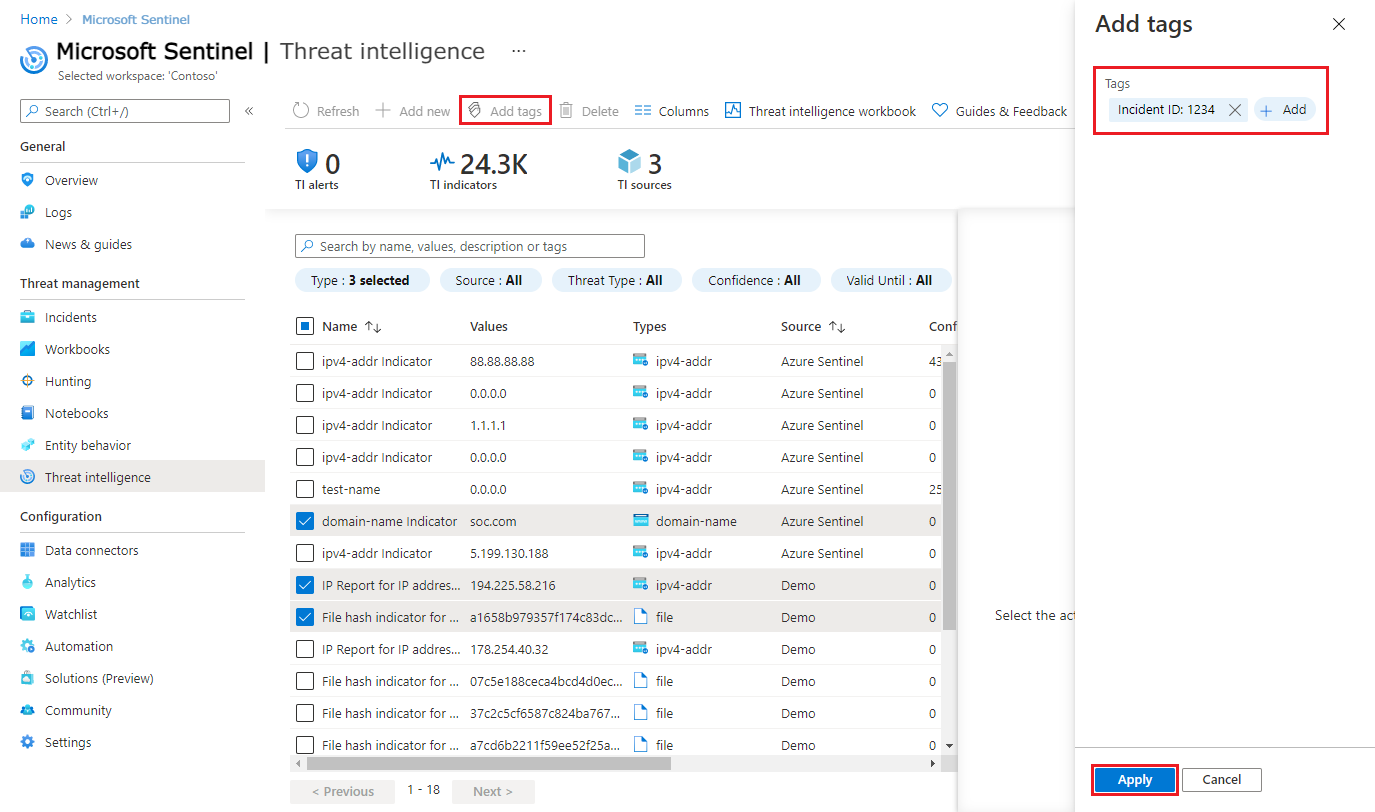 Home > Microsoft Sentinel
Microsoft Sentinel | Threat intelligence ...
Selected workspace: 'Contoso'
Search (Ctrl+/) «
General
Overview
Logs
News & guides
Threat management
Incidents
Workbooks
Hunting
Notebooks
Entity behavior
Threat intelligence
Configuration
Data connectors
Analytics
Watchlist
Automation
Solutions (Preview)
Community
Settings
Refresh + Add new Add tags Delete Columns Threat intelligence workbook Guides & Feedback
0 24.3K 3
TI alerts TI indicators TI sources
Search by name, values, description or tags
Type : 3 selected Source : All Threat Type : All Confidence : All Valid Until : All
Name ↑↓ Values Types Source ↑↓ Conf
ipv4-addr Indicator 88.88.88.88 ipv4-addr Azure Sentinel 43
ipv4-addr Indicator 0.0.0.0 ipv4-addr Azure Sentinel 0
ipv4-addr Indicator 1.1.1.1 ipv4-addr Azure Sentinel 0
ipv4-addr Indicator 0.0.0.0 ipv4-addr Azure Sentinel 0
test-name 0.0.0.0 ipv4-addr Azure Sentinel 25
domain-name Indicator soc.com domain-name Azure Sentinel 0
ipv4-addr Indicator 5.199.130.188 ipv4-addr Azure Sentinel 0
IP Report for IP addres... 194.225.58.216 ipv4-addr Demo 0
File hash indicator for ... a1658b979357f174c83dc... file Demo 0
IP Report for IP addres... 178.254.40.32 ipv4-addr Demo 0
File hash indicator for ... 07c5e188ceca4bcd4d0ec... file Demo 0
File hash indicator for ... 37c2c5cf6587c824ba767... file Demo 0
File hash indicator for ... a7cd6b2211f59ee52f25a... file Demo 0
< Previous 1 - 18 Next >
Select the act
Add tags
Tags
Incident ID: 1234 + Add
Apply Cancel